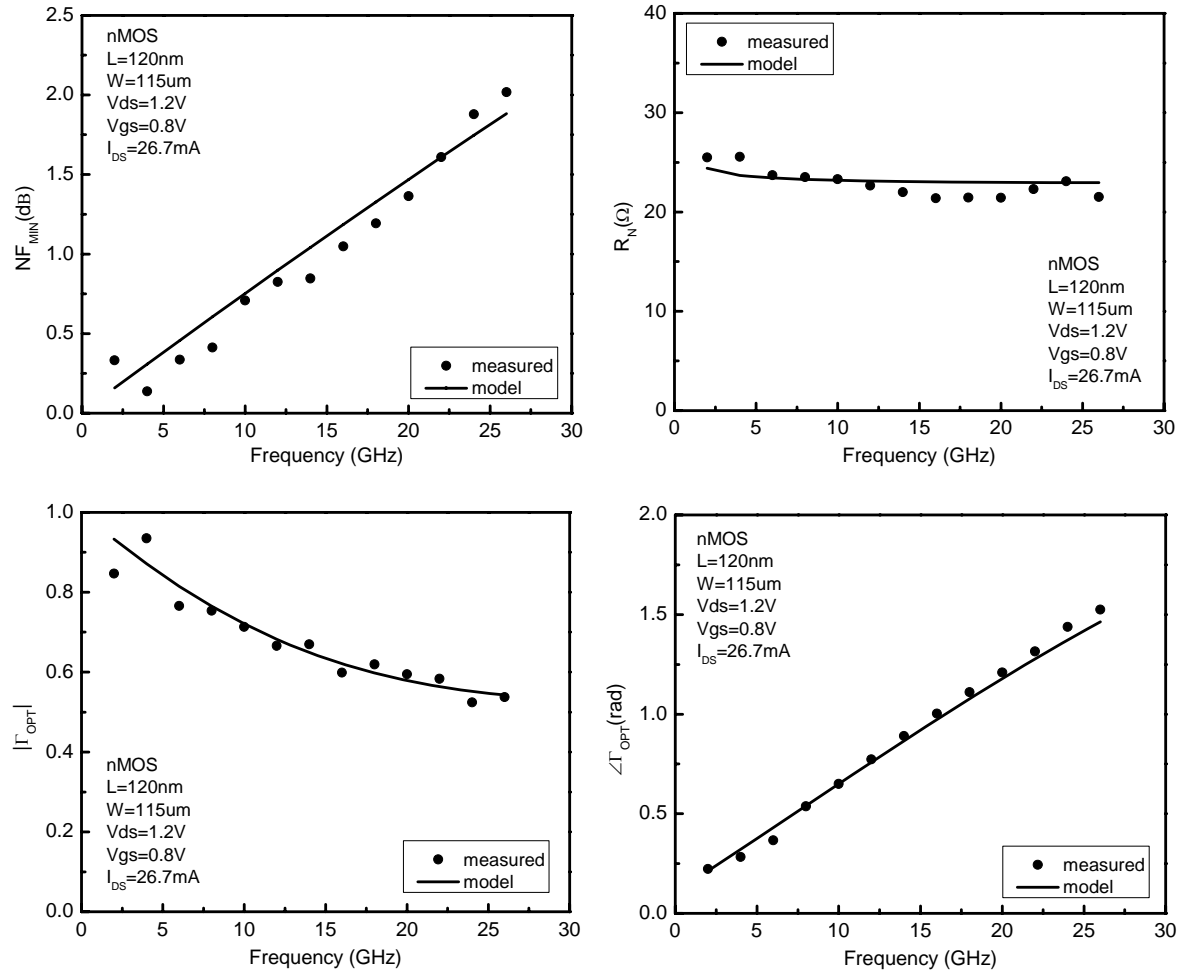 2.5
2.0
1.5
1.0
0.5
0.0
NF_MIN(dB)
nMOS
L=120nm
W=115um
Vds=1.2V
Vgs=0.8V
I_DS=26.7mA
measured
model
0 5 10 15 20 25 30
Frequency (GHz)
40
30
20
10
0
R_N(Ω)
measured
model
nMOS
L=120nm
W=115um
Vds=1.2V
Vgs=0.8V
I_DS=26.7mA
0 5 10 15 20 25 30
Frequency (GHz)
1.0
0.8
0.6
0.4
0.2
0.0
|Γ_OPT|
nMOS
L=120nm
W=115um
Vds=1.2V
Vgs=0.8V
I_DS=26.7mA
measured
model
0 5 10 15 20 25 30
Frequency (GHz)
2.0
1.5
1.0
0.5
0.0
∠Γ_OPT(rad)
nMOS
L=120nm
W=115um
Vds=1.2V
Vgs=0.8V
I_DS=26.7mA
measured
model
0 5 10 15 20 25 30
Frequency (GHz)